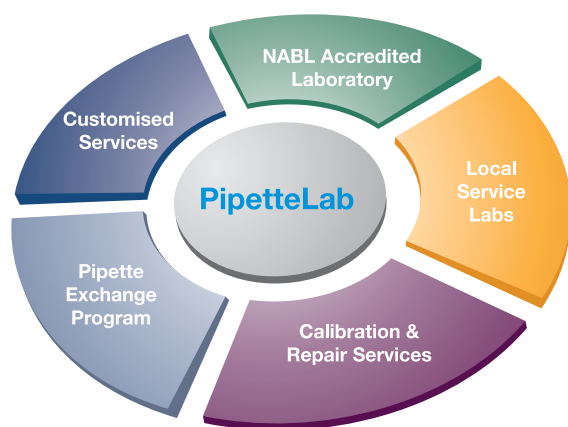 NABL Accredited
Laboratory
Customised
Services
Local
Service
Labs
PipetteLab
Pipette
Exchange
Program
Calibration &
Repair Services